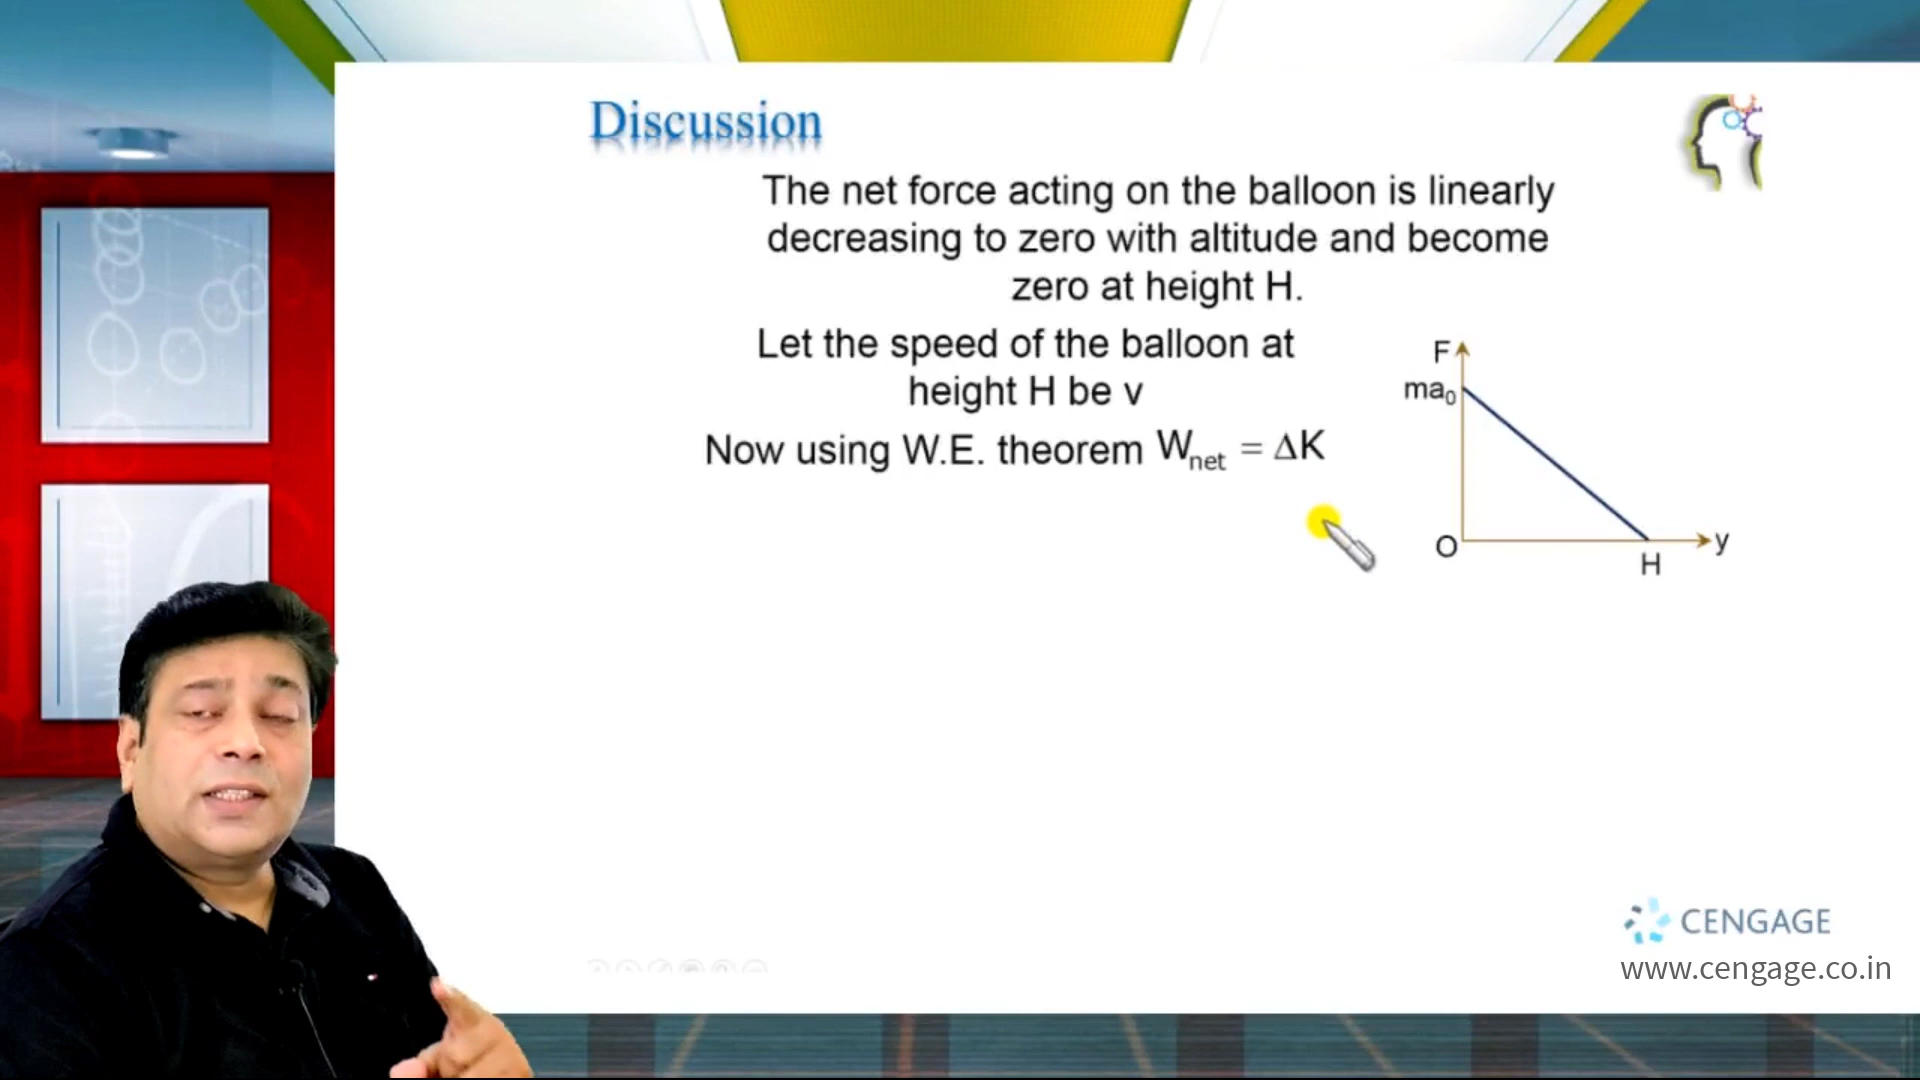 Discussion
The net force acting on the balloon is linearly
decreasing to zero with altitude and become
zero at height H.
Let the speed of the balloon at
height H be v
Now using W.E. theorem W_net = ΔK
F
ma₀
O
H
y
CENGAGE
www.cengage.co.in